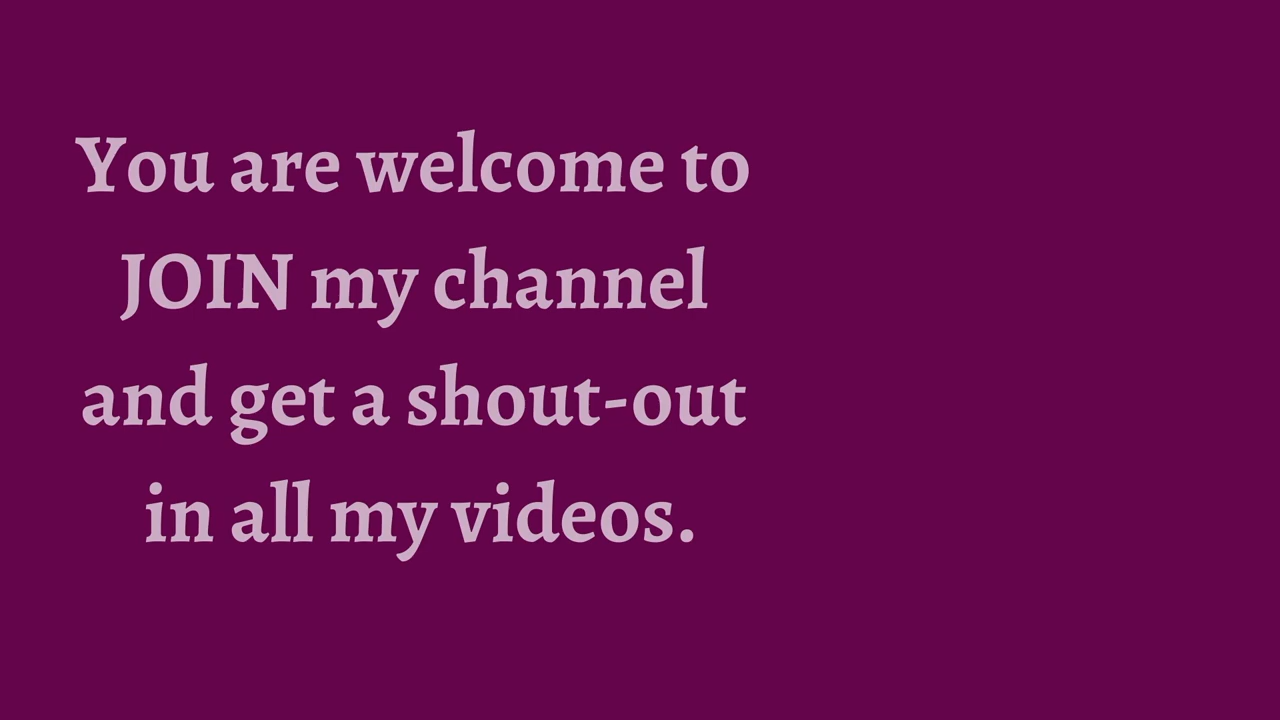 You are welcome to
JOIN my channel
and get a shout-out
in all my videos.